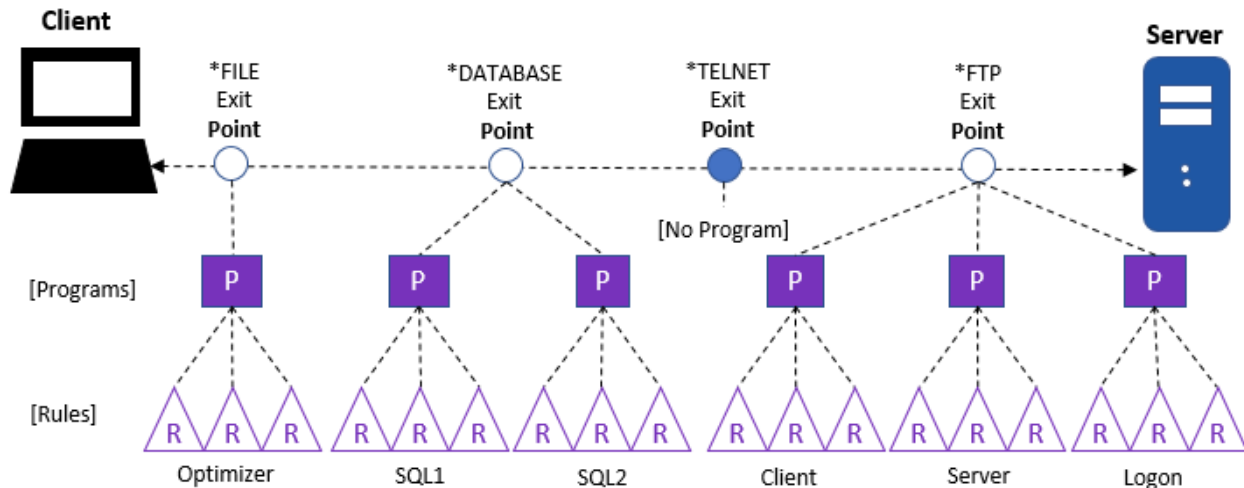 Client
Server
*FILE
Exit
Point
*DATABASE
Exit
Point
*TELNET
Exit
Point
*FTP
Exit
Point
[No Program]
[Programs]
P
P
P
P
P
P
[Rules]
R R R
R R R
R R R
R R R
R R R
R R R
Optimizer
SQL1
SQL2
Client
Server
Logon